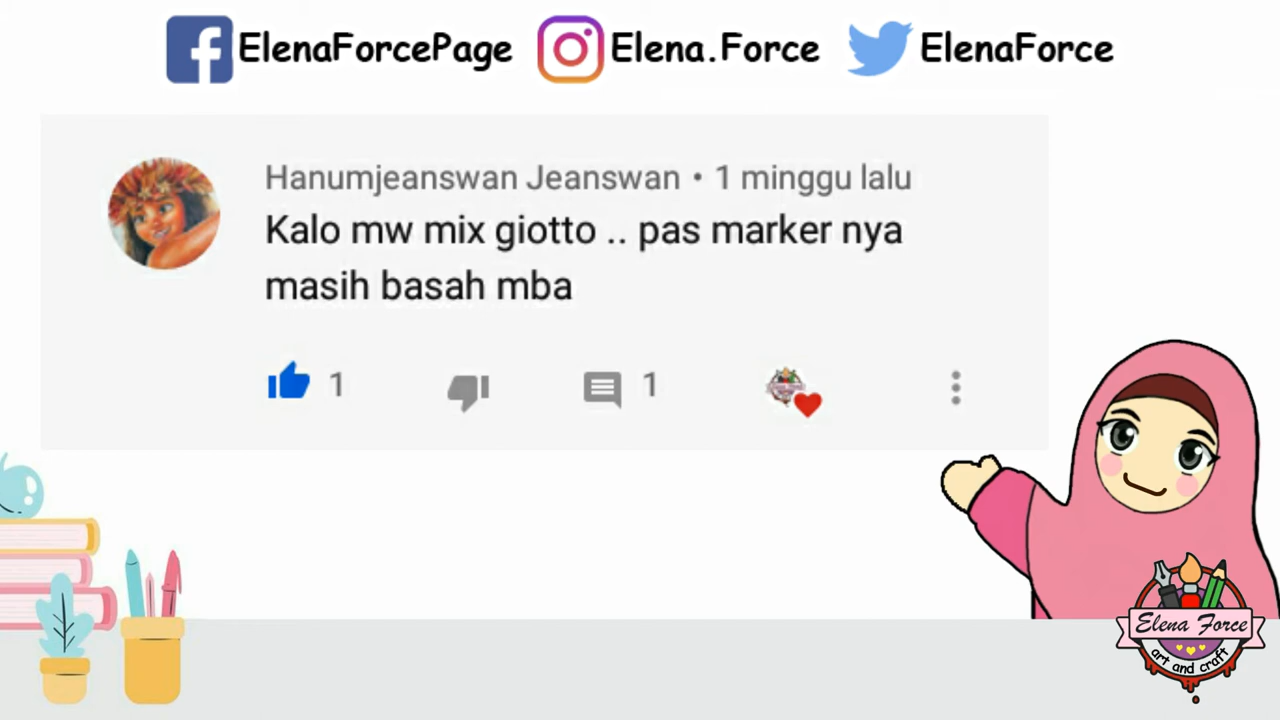 ElenaForcePage Elena.Force ElenaForce
Hanumjeanswan Jeanswan • 1 minggu lalu
Kalo mw mix giotto .. pas marker nya
masih basah mba
1 1
Elena Force
art and craft